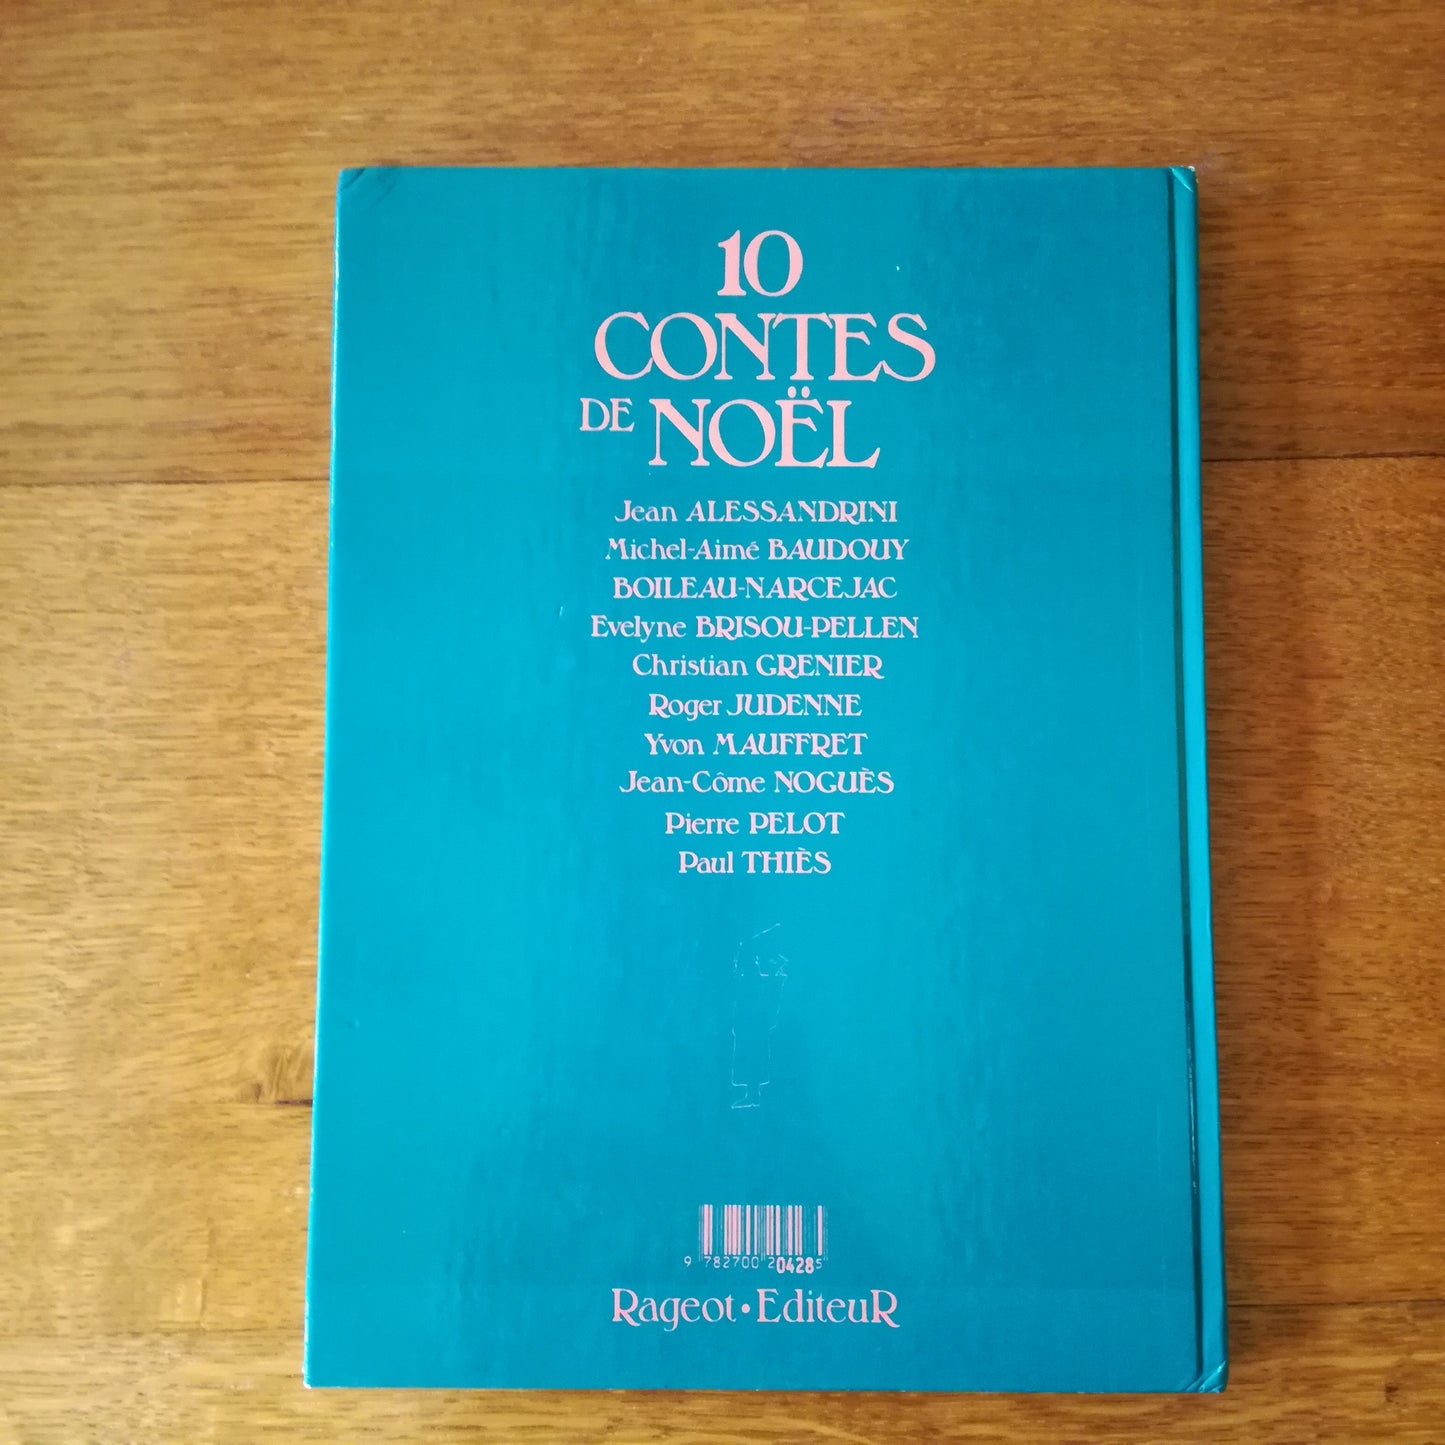 10
CONTES
DE NOËL
Jean ALESSANDRINI
Michel-Aimé BAUDOUY
BOILEAU-NARCEJAC
Evelyne BRISOU-PELLEN
Christian GRENIER
Roger JUDENNE
Yvon MAUFFRET
Jean-Côme NOGUÈS
Pierre PELOT
Paul THIÈS
9 782700 204285
Rageot•EditeuR